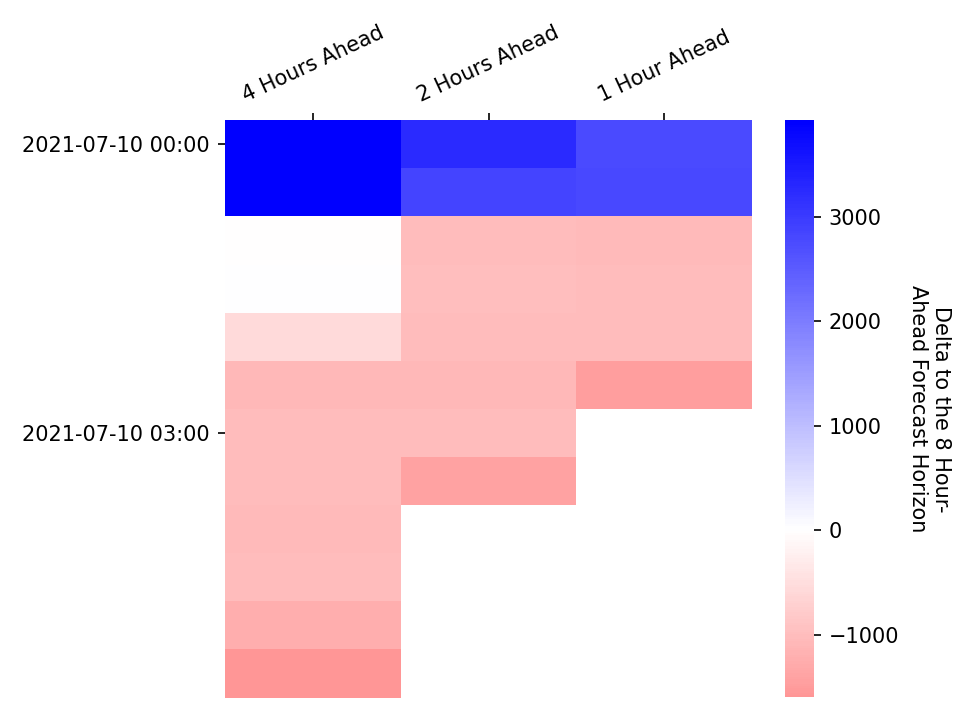 4 Hours Ahead
2 Hours Ahead
1 Hour Ahead
2021-07-10 00:00
2021-07-10 03:00
3000
2000
1000
0
−1000
Delta to the 8 Hour-
Ahead Forecast Horizon